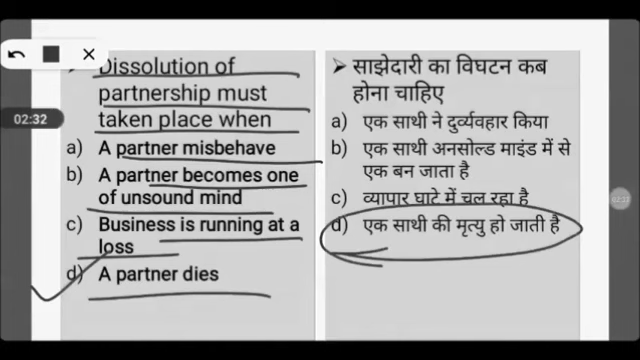 Dissolution of
partnership must
taken place when
a) A partner misbehave
b) A partner becomes one
of unsound mind
c) Business is running at a
loss
d) A partner dies
साझेदारी का विघटन कब
होना चाहिए
a) एक साथी ने दुर्व्यवहार किया
b) एक साथी अनसोल्ड माइंड में से
एक बन जाता है
c) व्यापार घाटे में चल रहा है
d) एक साथी की मृत्यु हो जाती है
02:32